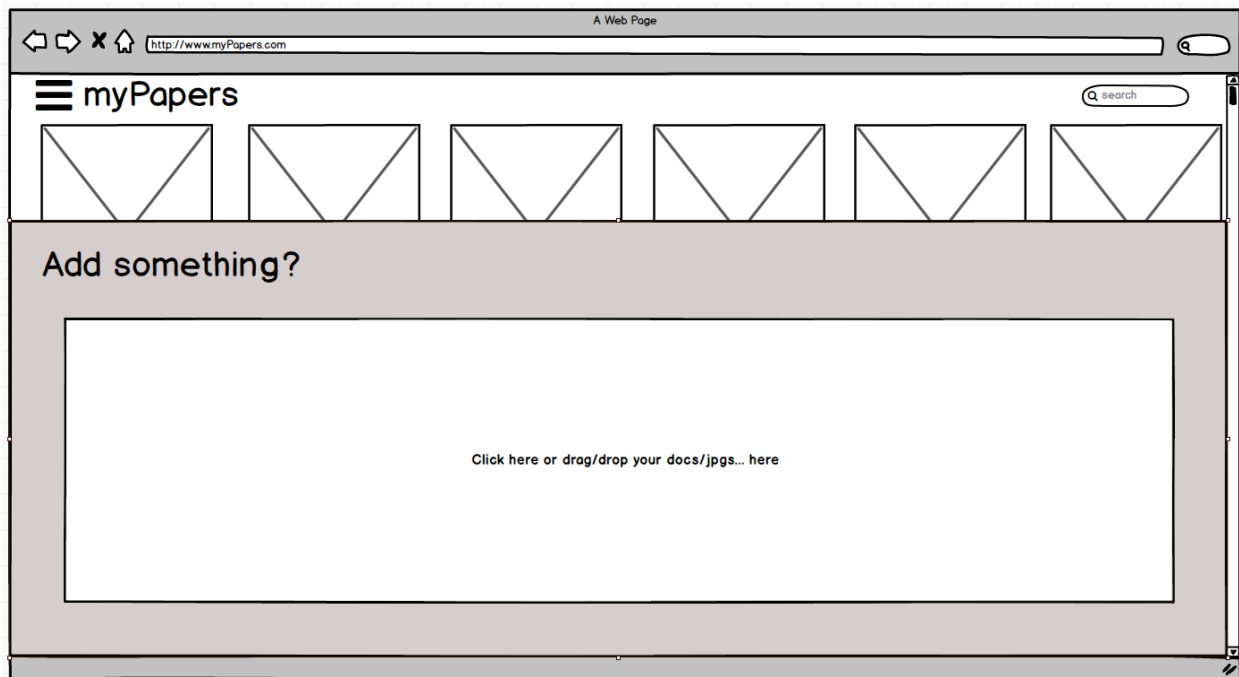 A Web Page
http://www.myPapers.com
myPapers
search
Add something?
Click here or drag/drop your docs/jpgs... here